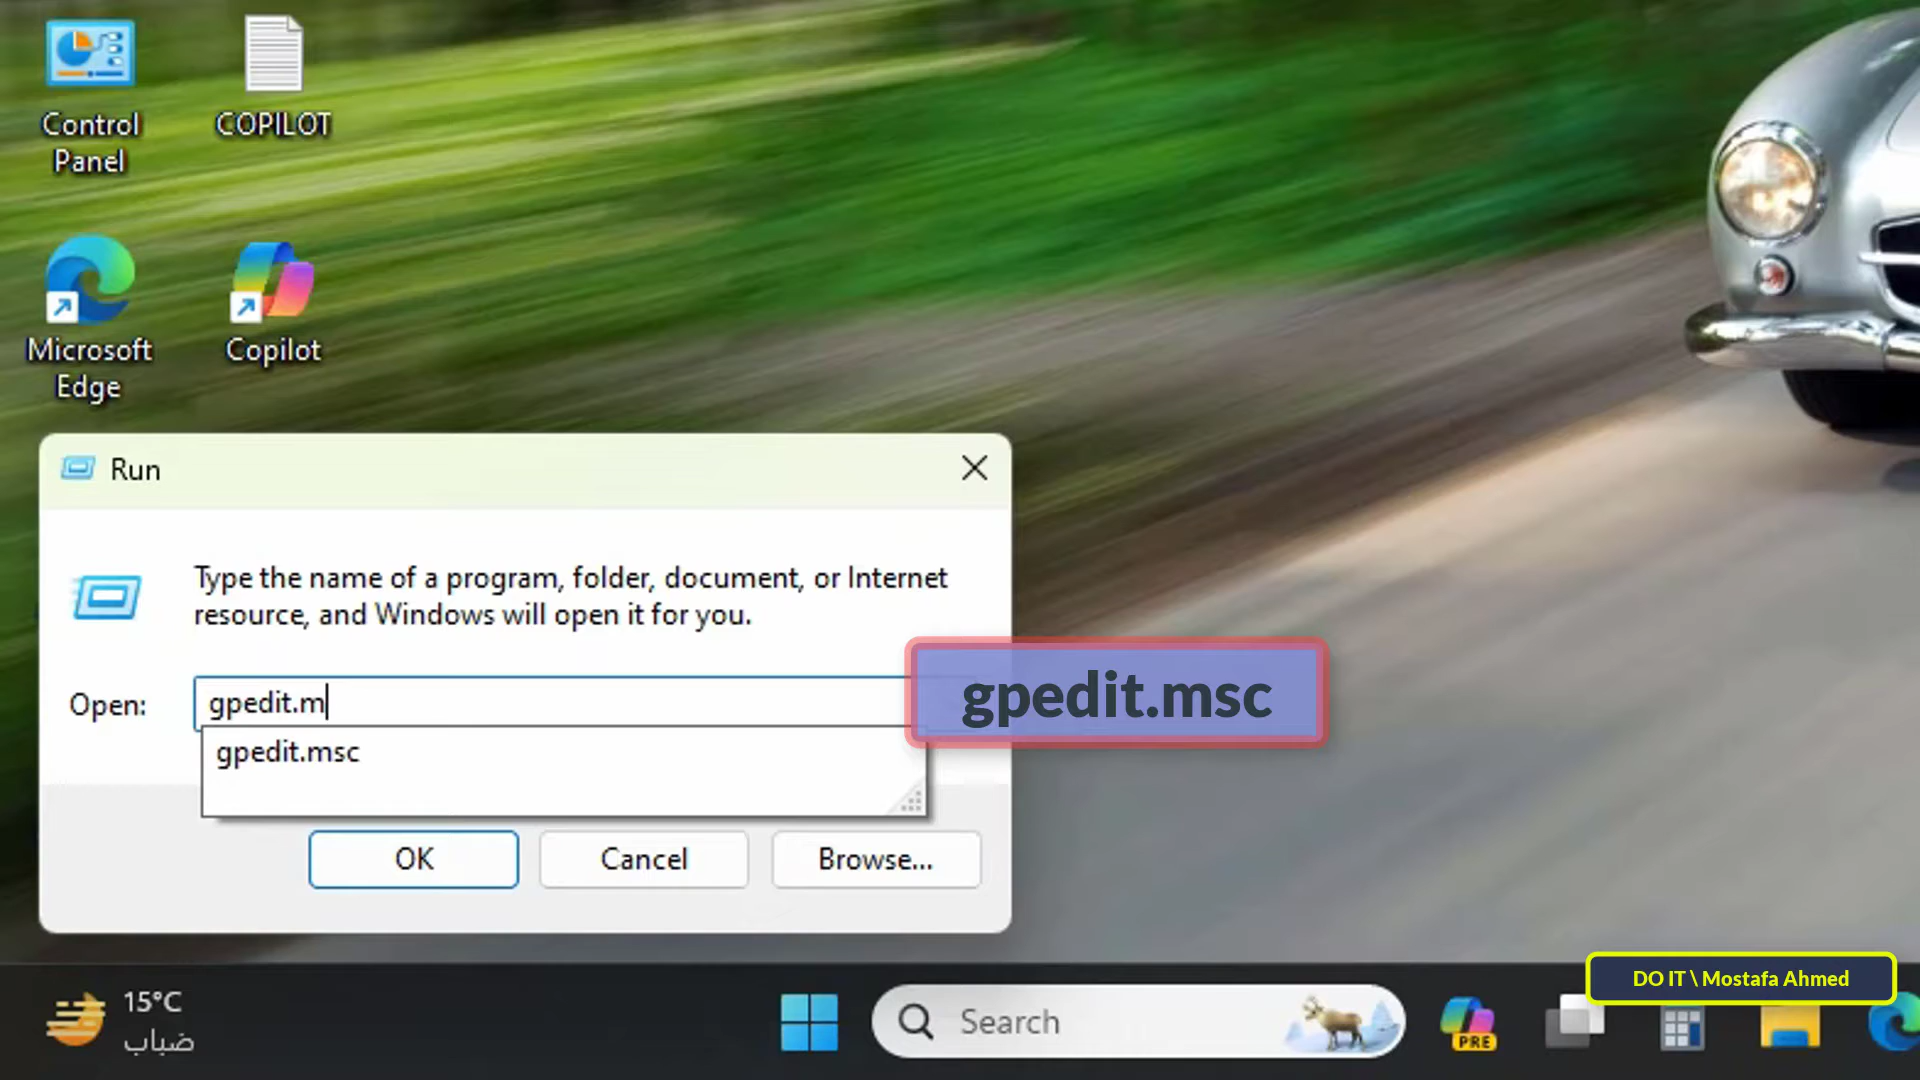 Control
Panel
COPILOT
Microsoft
Edge
Copilot
Run
Type the name of a program, folder, document, or Internet
resource, and Windows will open it for you.
Open:
gpedit.m
gpedit.msc
gpedit.msc
OK
Cancel
Browse...
DO IT \ Mostafa Ahmed
15°C
ضباب
Search
PRE